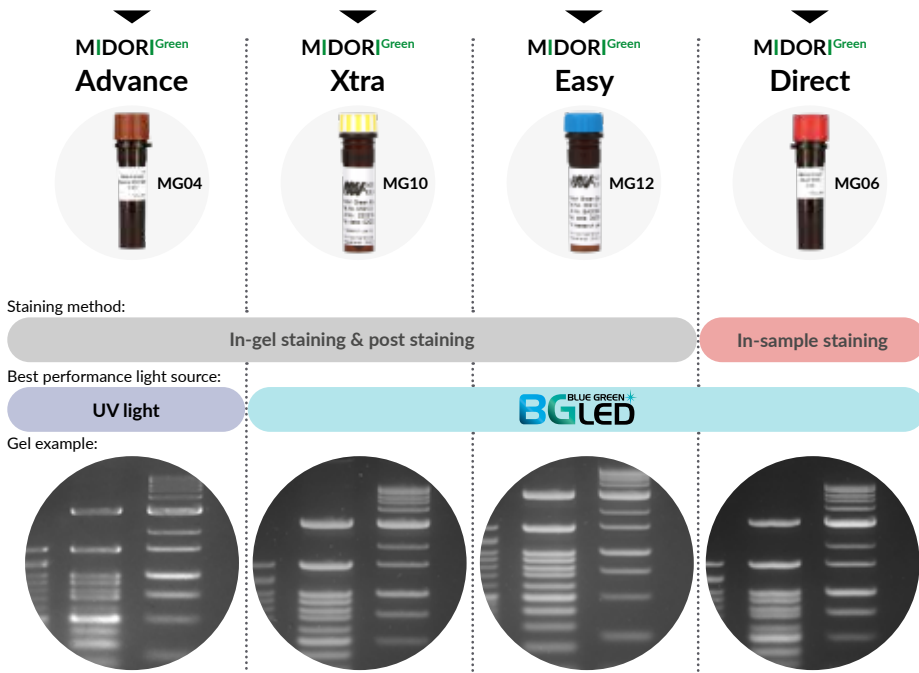 MIDORI Green
Advance
MG04
MIDORI Green
Xtra
MG10
MIDORI Green
Easy
MG12
MIDORI Green
Direct
MG06
Staining method:
In-gel staining & post staining
In-sample staining
Best performance light source:
UV light
BG BLUE GREEN LED
Gel example: